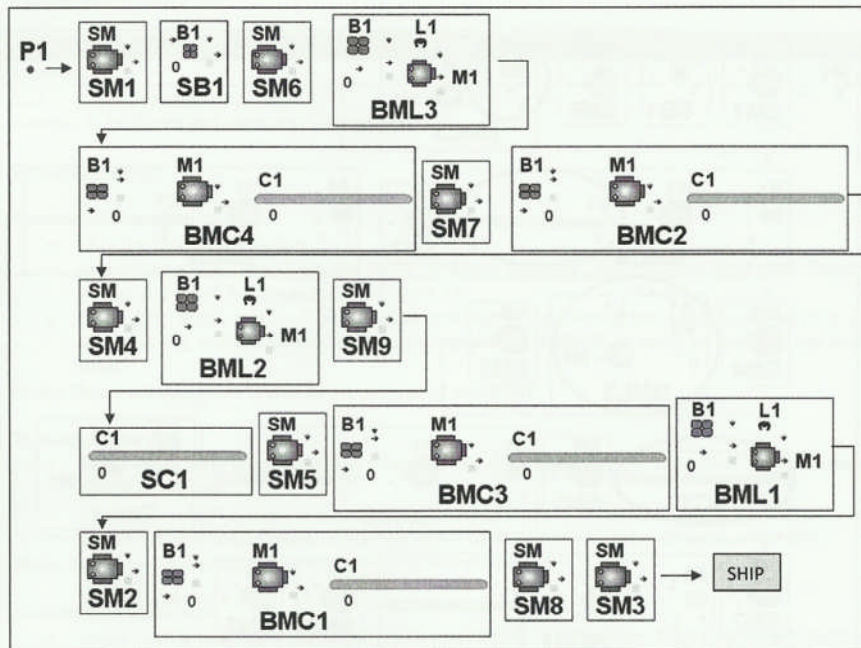 P1
SM
SM1
B1
0
SB1
SM
SM6
B1
L1
0
M1
BML3
B1
M1
C1
0
0
BMC4
SM
SM7
B1
M1
C1
0
0
BMC2
SM
SM4
B1
L1
0
M1
BML2
SM
SM9
C1
0
SC1
SM
SM5
B1
M1
C1
0
0
BMC3
B1
L1
0
M1
BML1
SM
SM2
B1
M1
C1
0
0
BMC1
SM
SM8
SM
SM3
SHIP